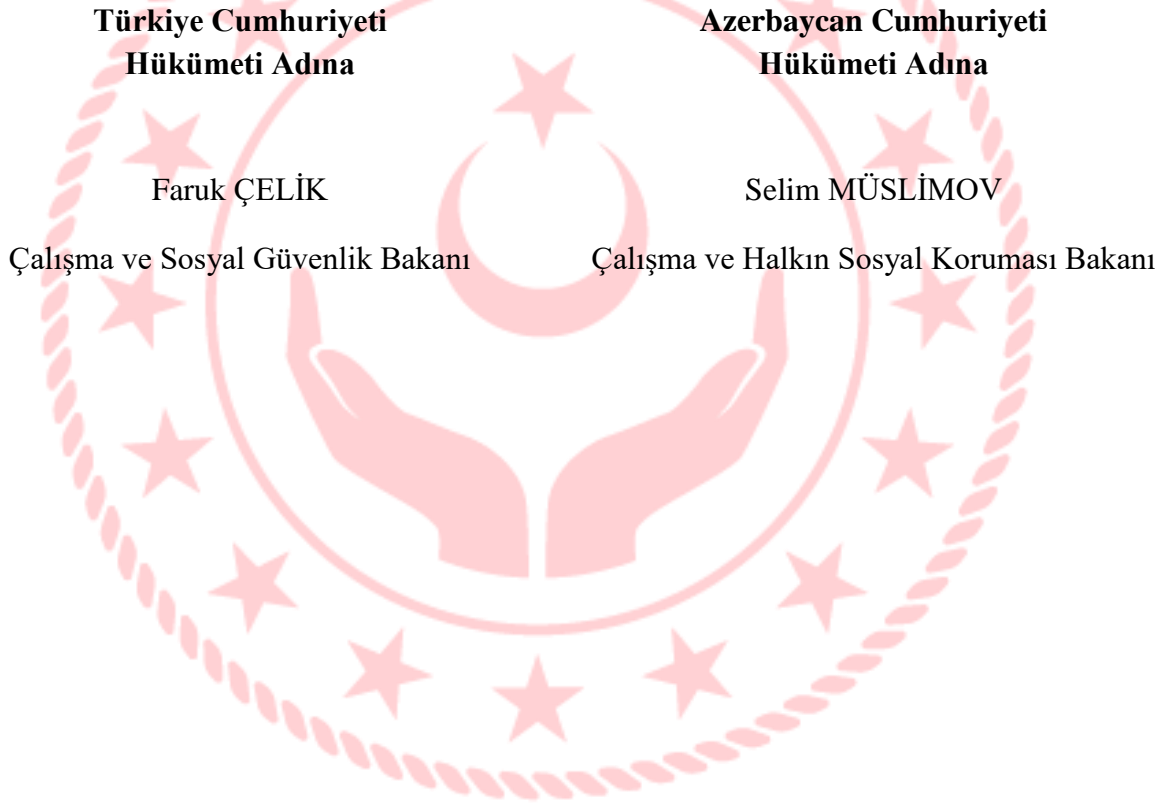 Türkiye Cumhuriyeti
Hükümeti Adına
Azerbaycan Cumhuriyeti
Hükümeti Adına
Faruk ÇELİK
Selim MÜSLİMOV
Çalışma ve Sosyal Güvenlik Bakanı
Çalışma ve Halkın Sosyal Koruması Bakanı